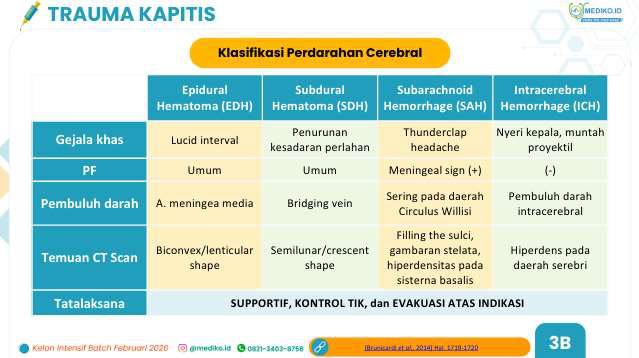 TRAUMA KAPITIS
MEDIKO.ID
Klasifikasi Perdarahan Cerebral
Epidural
Hematoma (EDH)
Subdural
Hematoma (SDH)
Subarachnoid
Hemorrhage (SAH)
Intracerebral
Hemorrhage (ICH)
Gejala khas
Lucid interval
Penurunan
kesadaran perlahan
Thunderclap
headache
Nyeri kepala, muntah
proyektil
PF
Umum
Umum
Meningeal sign (+)
(-)
Pembuluh darah
A. meningea media
Bridging vein
Sering pada daerah
Circulus Willisi
Pembuluh darah
intracerebral
Temuan CT Scan
Biconvex/lenticular
shape
Semilunar/crescent
shape
Filling the sulci,
gambaran stelata,
hiperdensitas pada
sisterna basalis
Hiperdens pada
daerah serebri
Tatalaksana
SUPPORTIF, KONTROL TIK, dan EVAKUASI ATAS INDIKASI
Kelon Intensif Batch Februari 2026
@mediko.id
0821-3403-8758
(Brunicardi et al., 2014) Hal. 1719-1720
3B